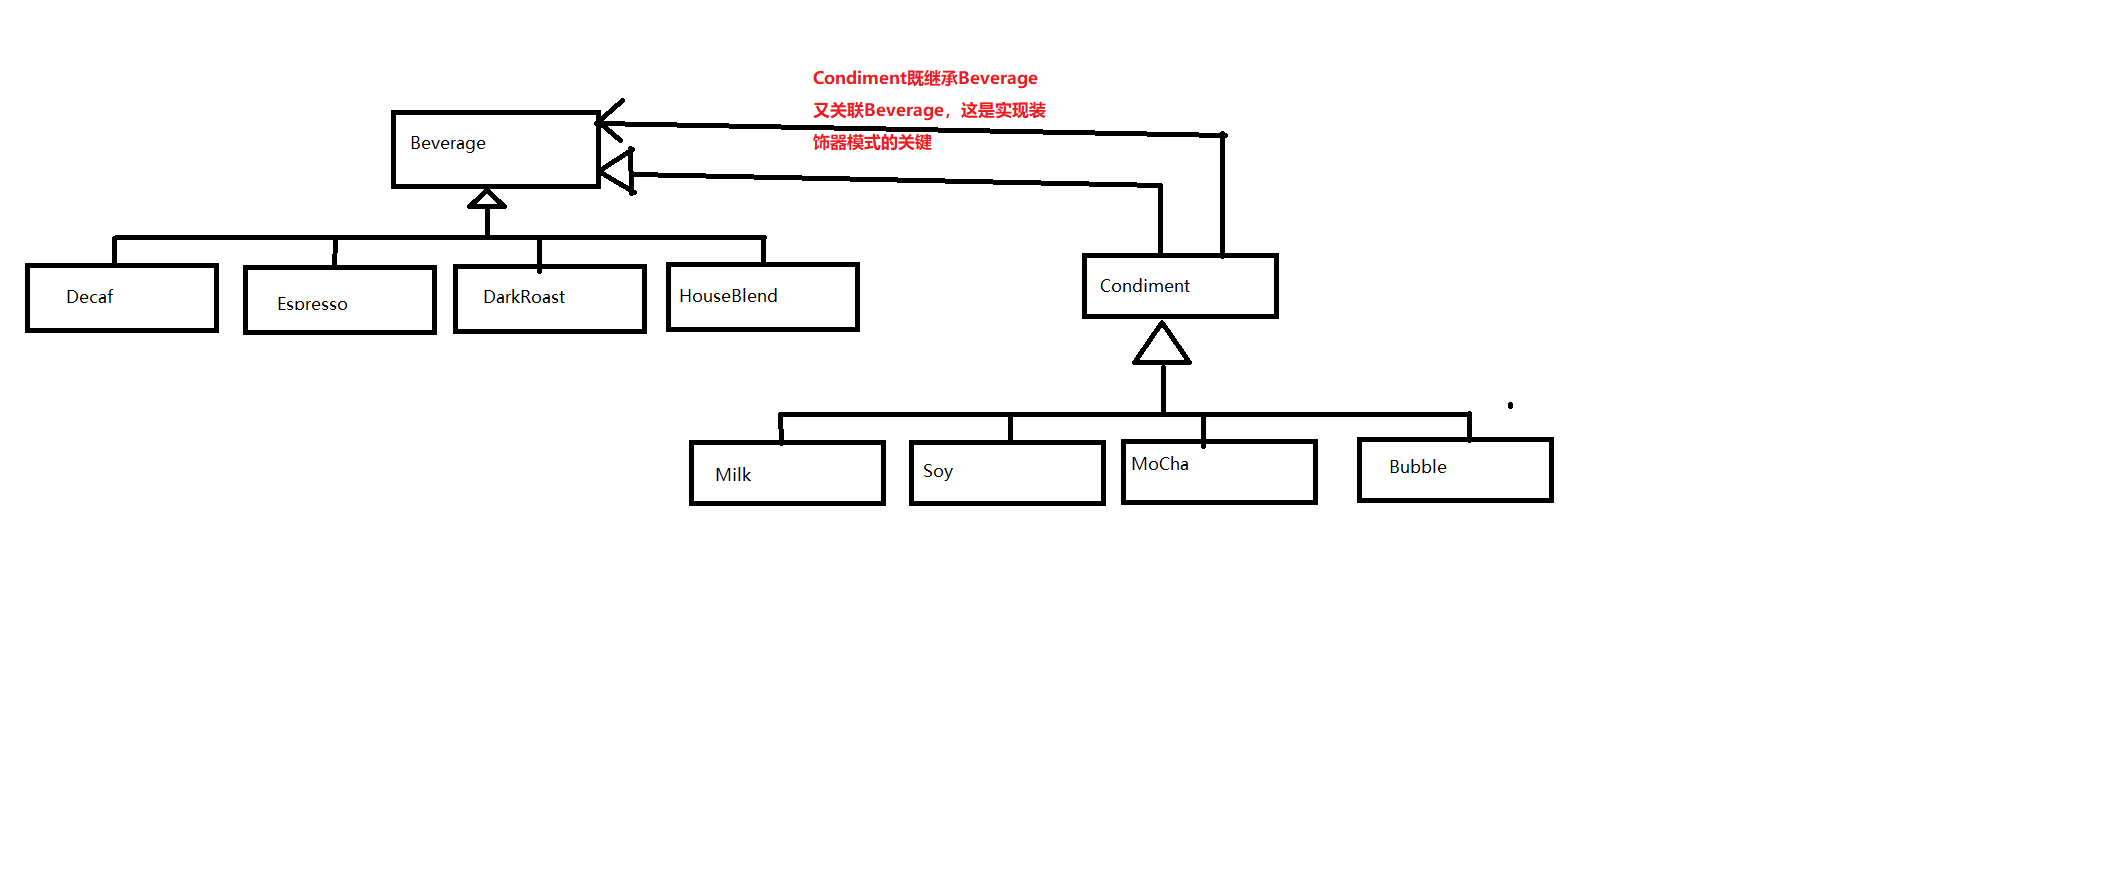 Condiment既继承Beverage
又关联Beverage，这是实现装
饰器模式的关键
Beverage
Decaf
Espresso
DarkRoast
HouseBlend
Condiment
Milk
Soy
MoCha
Bubble